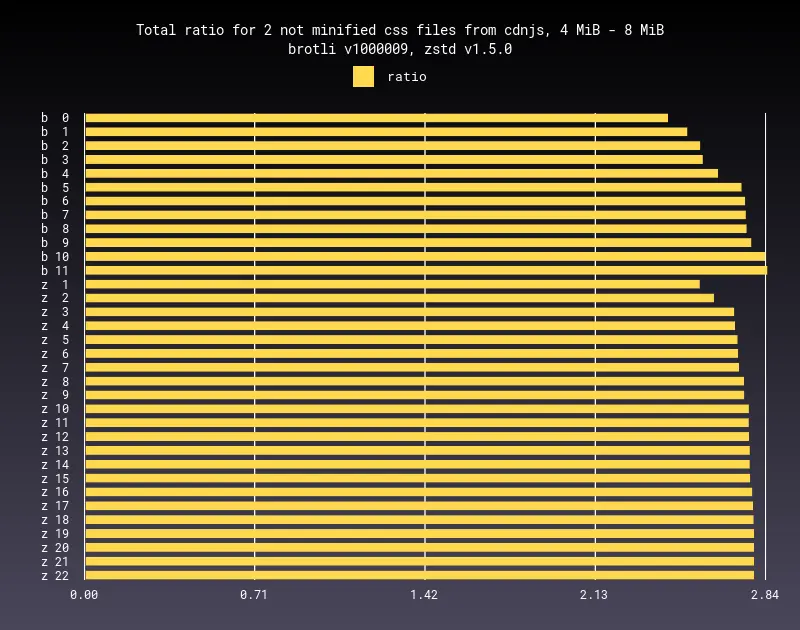 Total ratio for 2 not minified css files from cdnjs, 4 MiB - 8 MiB
brotli v1000009, zstd v1.5.0
ratio
b 0
b 1
b 2
b 3
b 4
b 5
b 6
b 7
b 8
b 9
b 10
b 11
z 1
z 2
z 3
z 4
z 5
z 6
z 7
z 8
z 9
z 10
z 11
z 12
z 13
z 14
z 15
z 16
z 17
z 18
z 19
z 20
z 21
z 22
0.00 0.71 1.42 2.13 2.84